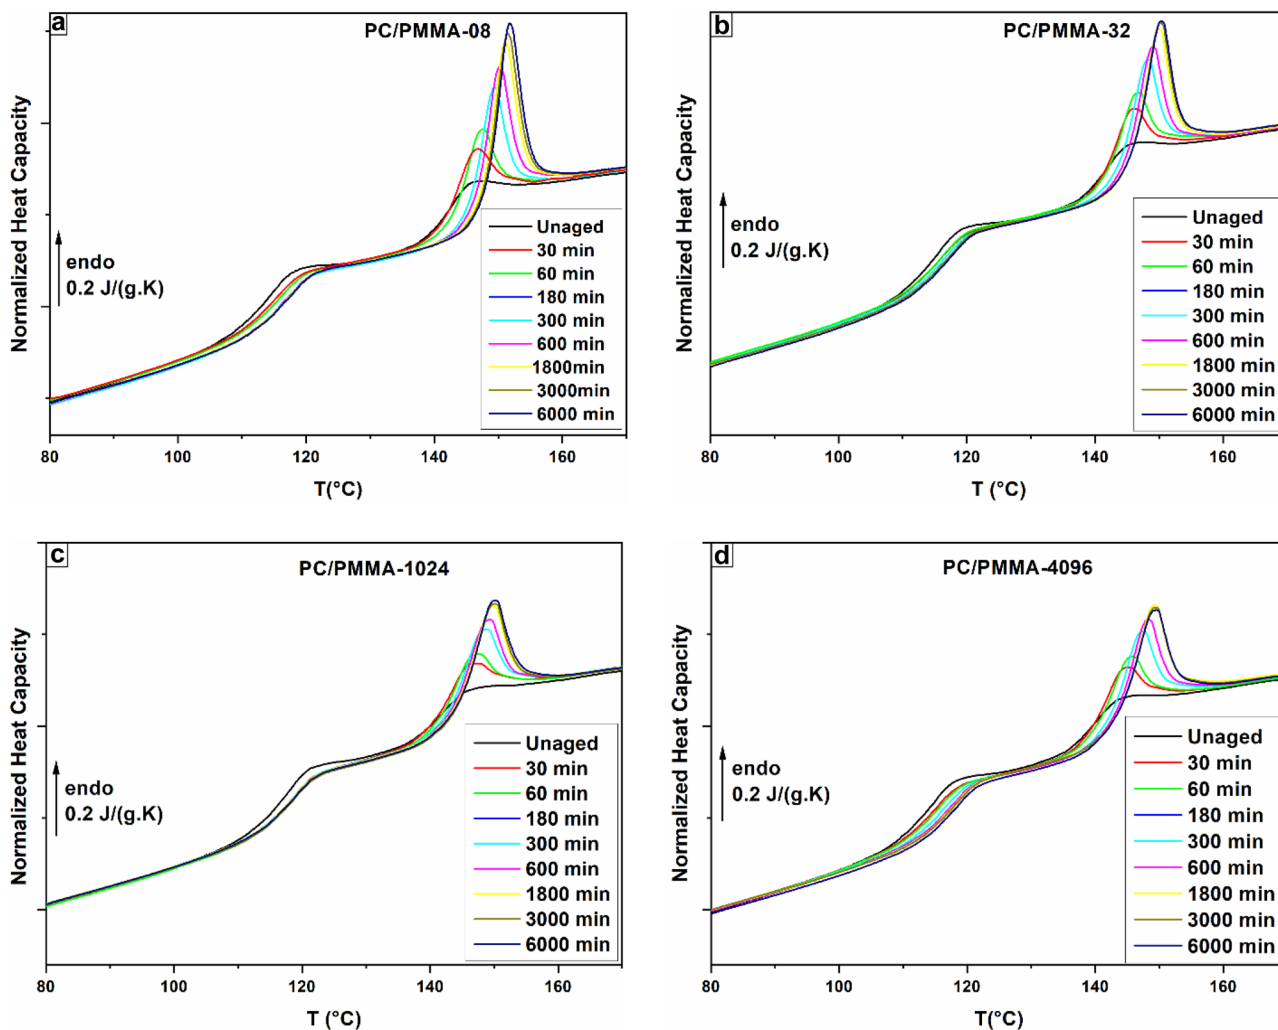 a
PC/PMMA-08
Normalized Heat Capacity
endo
0.2 J/(g.K)
Unaged
30 min
60 min
180 min
300 min
600 min
1800min
3000min
6000 min
80 100 120 140 160
T(°C)
b
PC/PMMA-32
Normalized Heat Capacity
endo
0.2 J/(g.K)
Unaged
30 min
60 min
180 min
300 min
600 min
1800 min
3000 min
6000 min
80 100 120 140 160
T (°C)
c
PC/PMMA-1024
Normalized Heat Capacity
endo
0.2 J/(g.K)
Unaged
30 min
60 min
180 min
300 min
600 min
1800 min
3000 min
6000 min
80 100 120 140 160
T (°C)
d
PC/PMMA-4096
Normalized Heat Capacity
endo
0.2 J/(g.K)
Unaged
30 min
60 min
180 min
300 min
600 min
1800 min
3000 min
6000 min
80 100 120 140 160
T(°C)